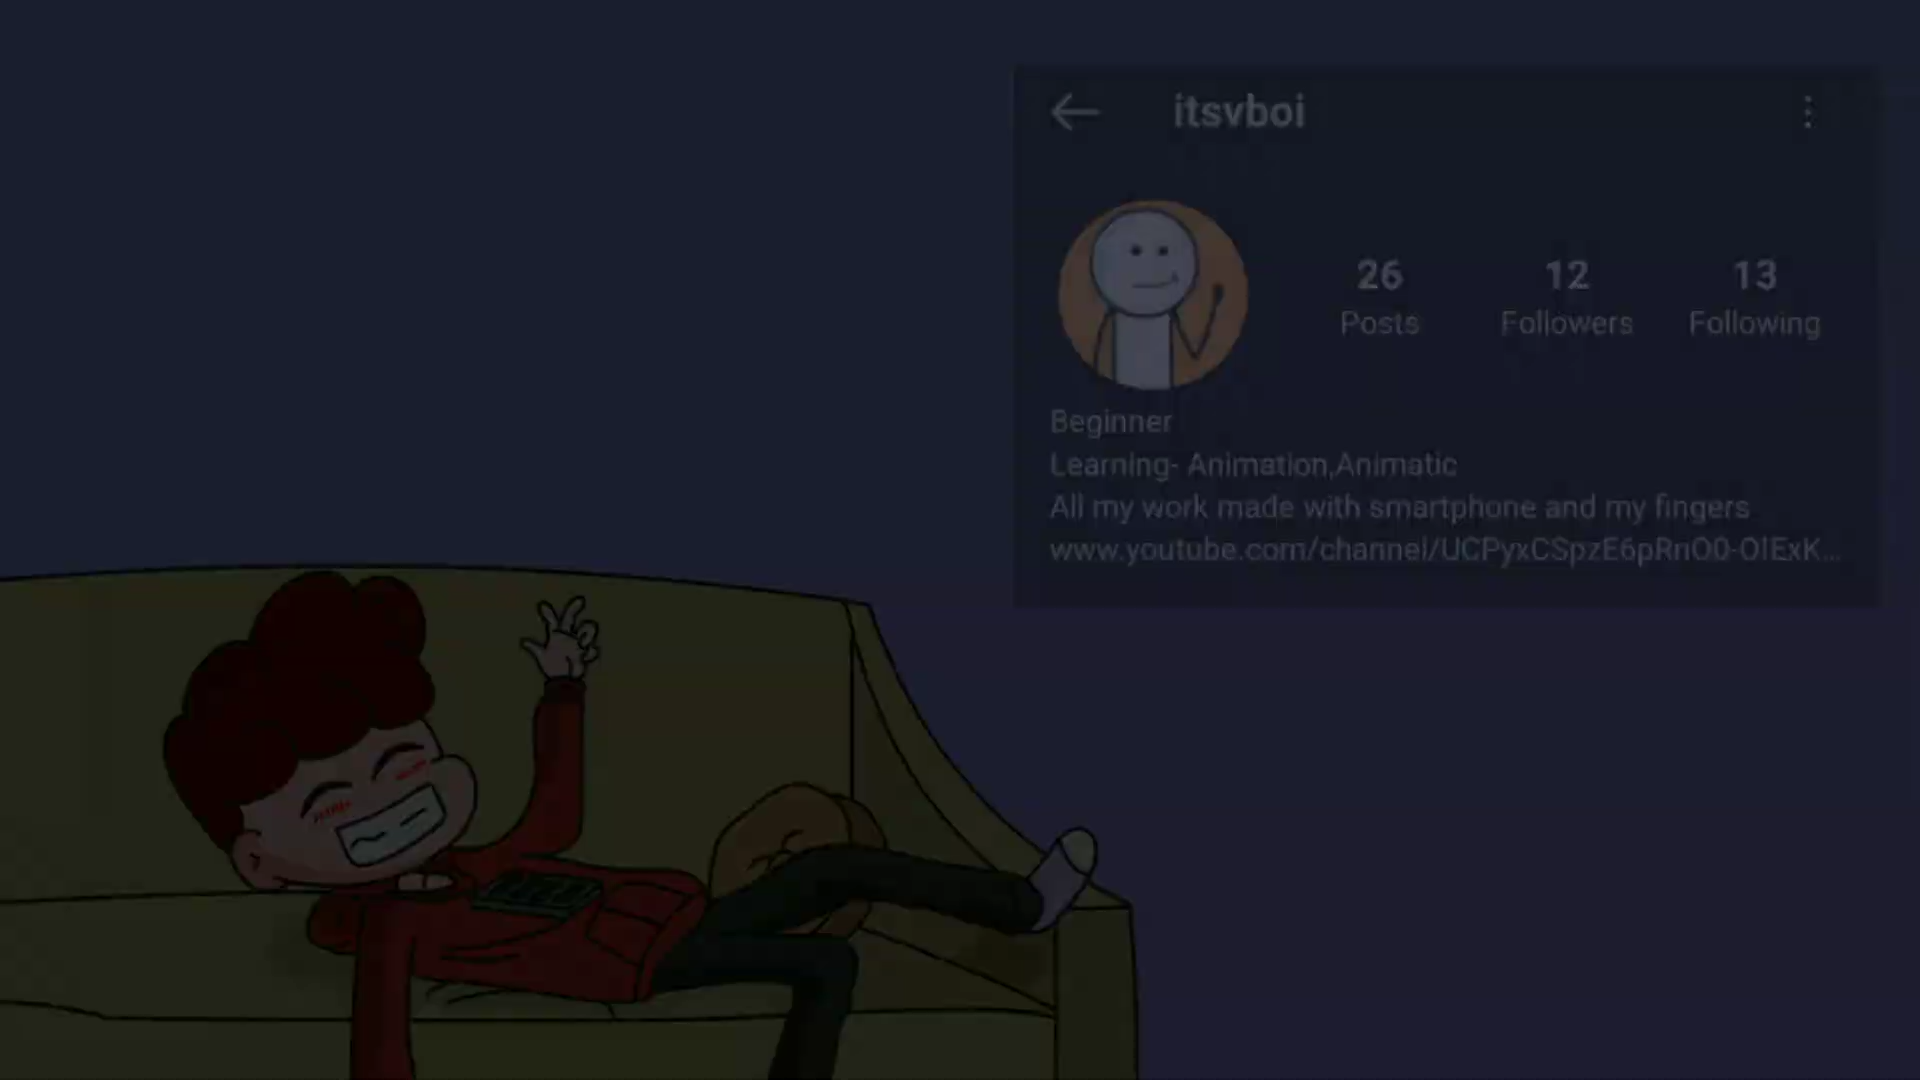 itsvboi
26 12 13
Posts Followers Following
Beginner
Learning- Animation,Animatic
All my work made with smartphone and my fingers
www.youtube.com/channel/UCPyxCSpzE6pRnO0-OlExK...